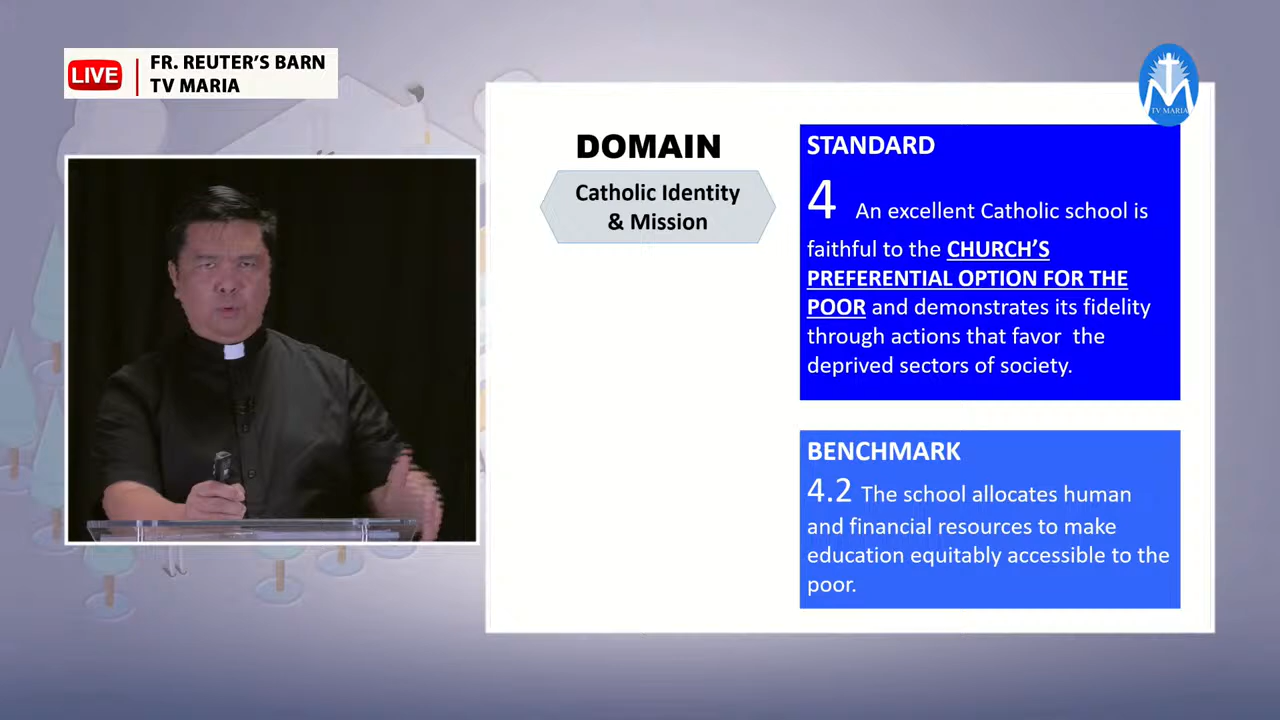 LIVE
FR. REUTER'S BARN
TV MARIA
TV MARIA
DOMAIN
Catholic Identity
& Mission
STANDARD
4 An excellent Catholic school is
faithful to the CHURCH'S
PREFERENTIAL OPTION FOR THE
POOR and demonstrates its fidelity
through actions that favor the
deprived sectors of society.
BENCHMARK
4.2 The school allocates human
and financial resources to make
education equitably accessible to the
poor.